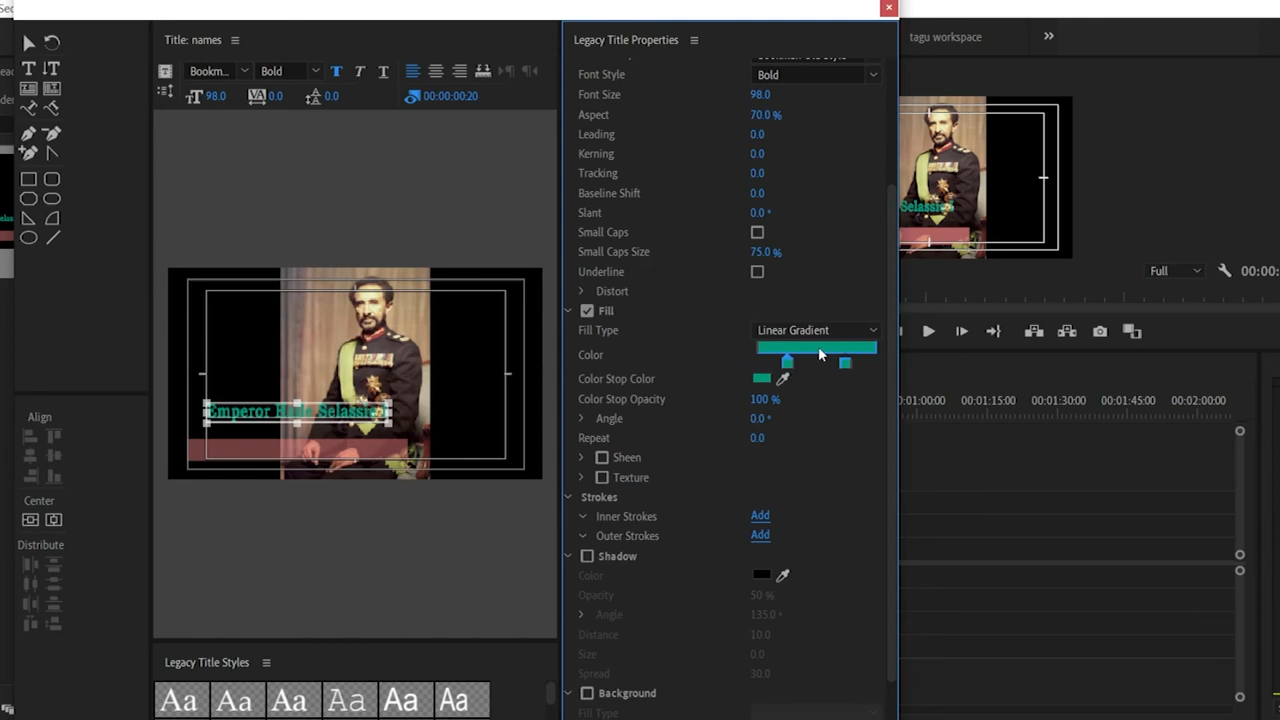 Title: names
Bookm...
Bold
98.0
0.0
0.0
00:00:00:20
Emperor Haile Selassie I
Align
Center
Distribute
Legacy Title Styles
Aa Aa Aa Aa Aa Aa
Legacy Title Properties
Font Style
Bold
Font Size
98.0
Aspect
70.0 %
Leading
0.0
Kerning
0.0
Tracking
0.0
Baseline Shift
0.0
Slant
0.0 °
Small Caps
Small Caps Size
75.0 %
Underline
Distort
Fill
Fill Type
Linear Gradient
Color
Color Stop Color
Color Stop Opacity
100 %
Angle
0.0 °
Repeat
0.0
Sheen
Texture
Strokes
Inner Strokes
Add
Outer Strokes
Add
Shadow
Color
Opacity
50 %
Angle
135.0 °
Distance
10.0
Size
0.0
Spread
30.0
Background
Fill Type
tagu workspace
Selassie I
Full
00:00:
00:01:00:00 00:01:15:00 00:01:30:00 00:01:45:00 00:02:00:00